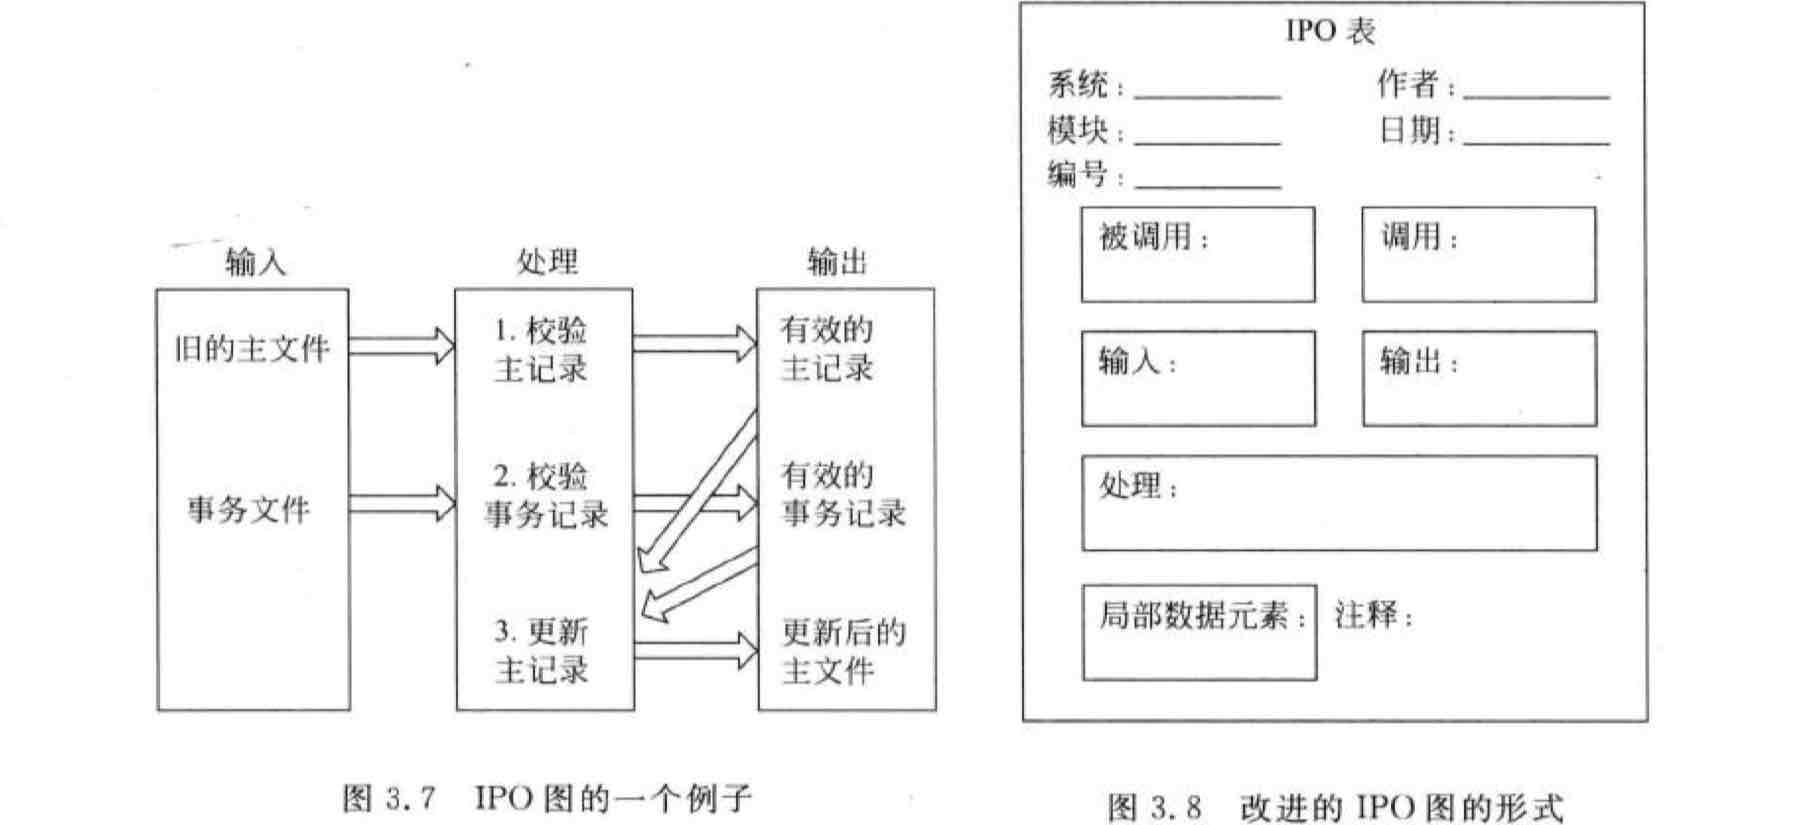 输入
处理
输出
旧的主文件
事务文件
1. 校验
主记录
2. 校验
事务记录
3. 更新
主记录
有效的
主记录
有效的
事务记录
更新后的
主文件
图 3.7 IPO 图的一个例子
IPO 表
系统：
作者：
模块：
日期：
编号：
被调用：
调用：
输入：
输出：
处理：
局部数据元素：
注释：
图 3.8 改进的 IPO 图的形式